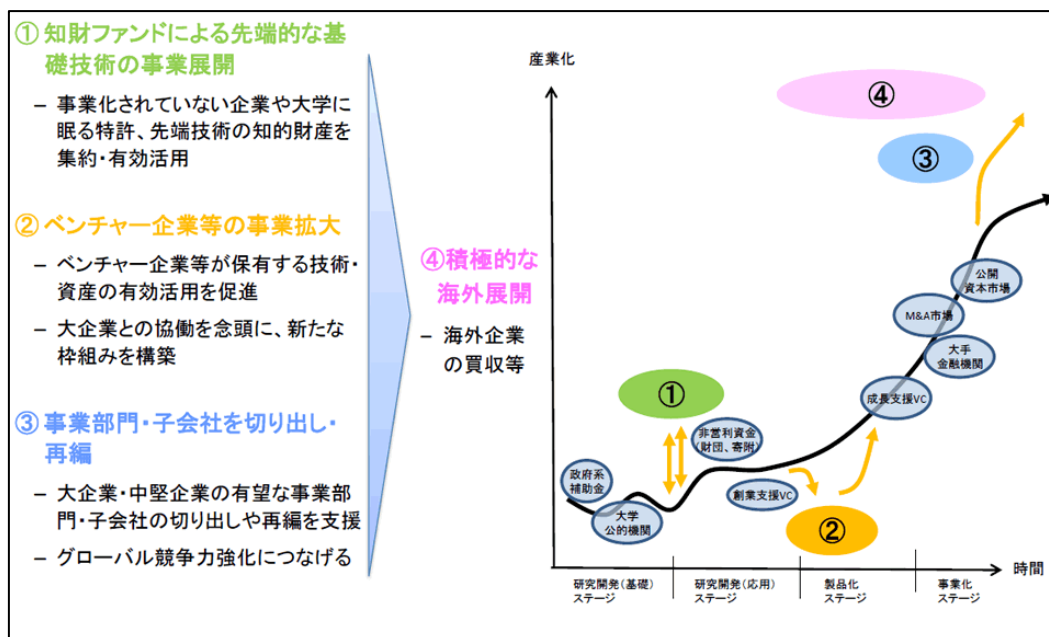 ① 知財ファンドによる先端的な基
礎技術の事業展開
– 事業化されていない企業や大学に
眠る特許、先端技術の知的財産を
集約・有効活用
② ベンチャー企業等の事業拡大
– ベンチャー企業等が保有する技術・
資産の有効活用を促進
– 大企業との協働を念頭に、新たな
枠組みを構築
③ 事業部門・子会社を切り出し・
再編
– 大企業・中堅企業の有望な事業部
門・子会社の切り出しや再編を支援
– グローバル競争力強化につなげる
④積極的な
海外展開
– 海外企業
の買収等
産業化
④
③
①
②
公開
資本市場
M&A市場
大手
金融機関
成長支援VC
非営利資金
(財団、寄附)
創業支援VC
政府系
補助金
大学
公的機関
時間
研究開発(基礎)
ステージ
研究開発(応用)
ステージ
製品化
ステージ
事業化
ステージ